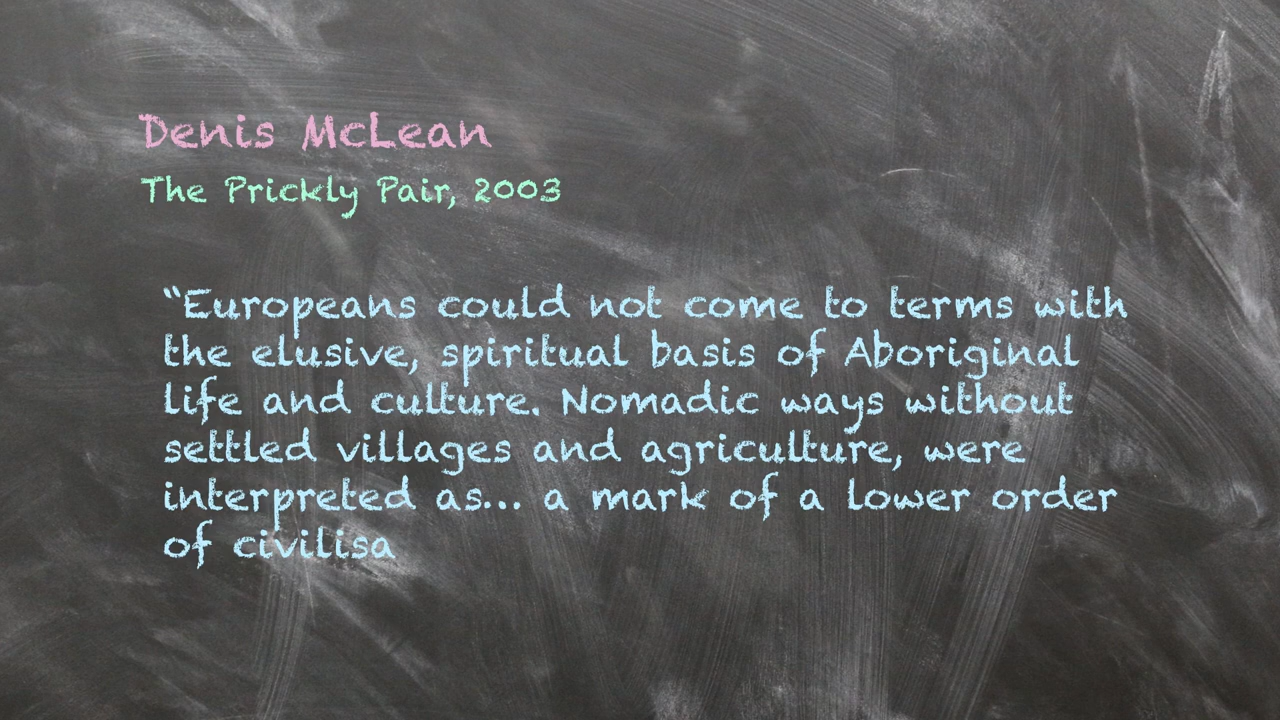 Denis McLean
The Prickly Pair, 2003
“Europeans could not come to terms with
the elusive, spiritual basis of Aboriginal
life and culture. Nomadic ways without
settled villages and agriculture, were
interpreted as... a mark of a lower order
of civilisa